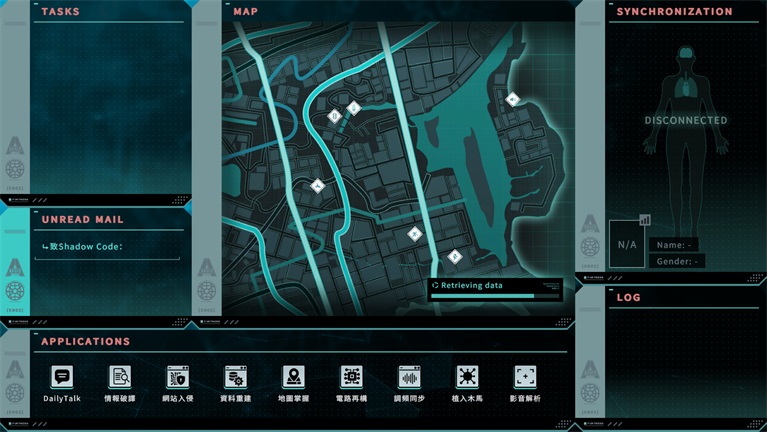 TASKS
MAP
SYNCHRONIZATION
DISCONNECTED
N/A
Name: -
Gender: -
UNREAD MAIL
↳致Shadow Code：
Retrieving data
LOG
APPLICATIONS
DailyTalk
情報破譯
網站入侵
資料重建
地圖掌握
電路再構
調頻同步
植入木馬
影音解析